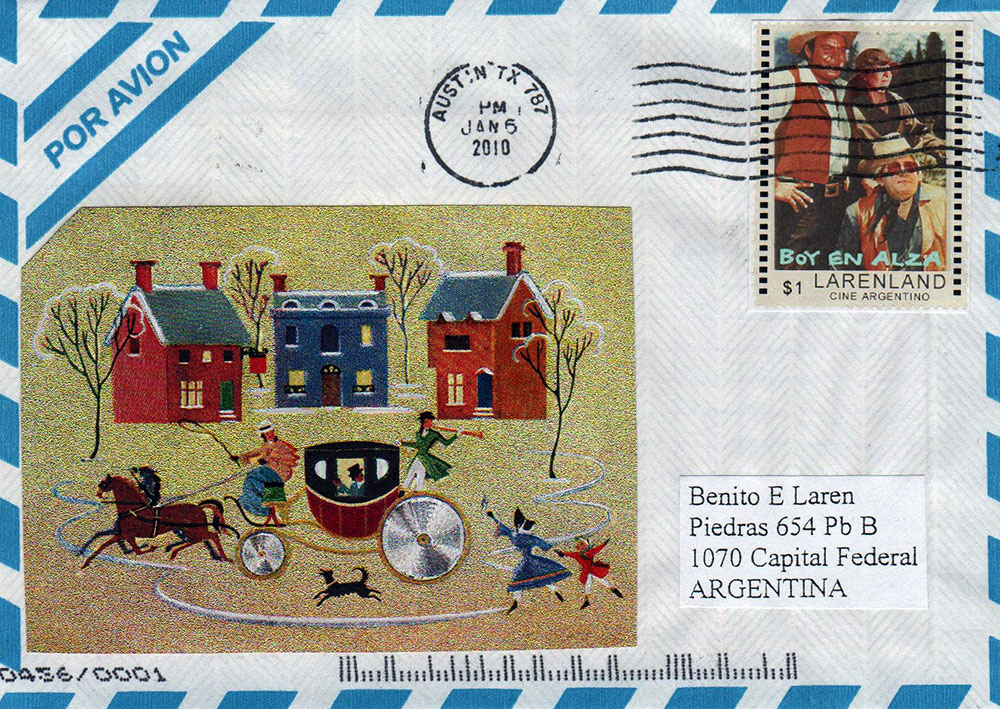 POR AVION
AUSTIN TX 787
PM
JAN 6
2010
BOY EN ALZA
$1 LARENLAND
CINE ARGENTINO
Benito E Laren
Piedras 654 Pb B
1070 Capital Federal
ARGENTINA
0436/0001